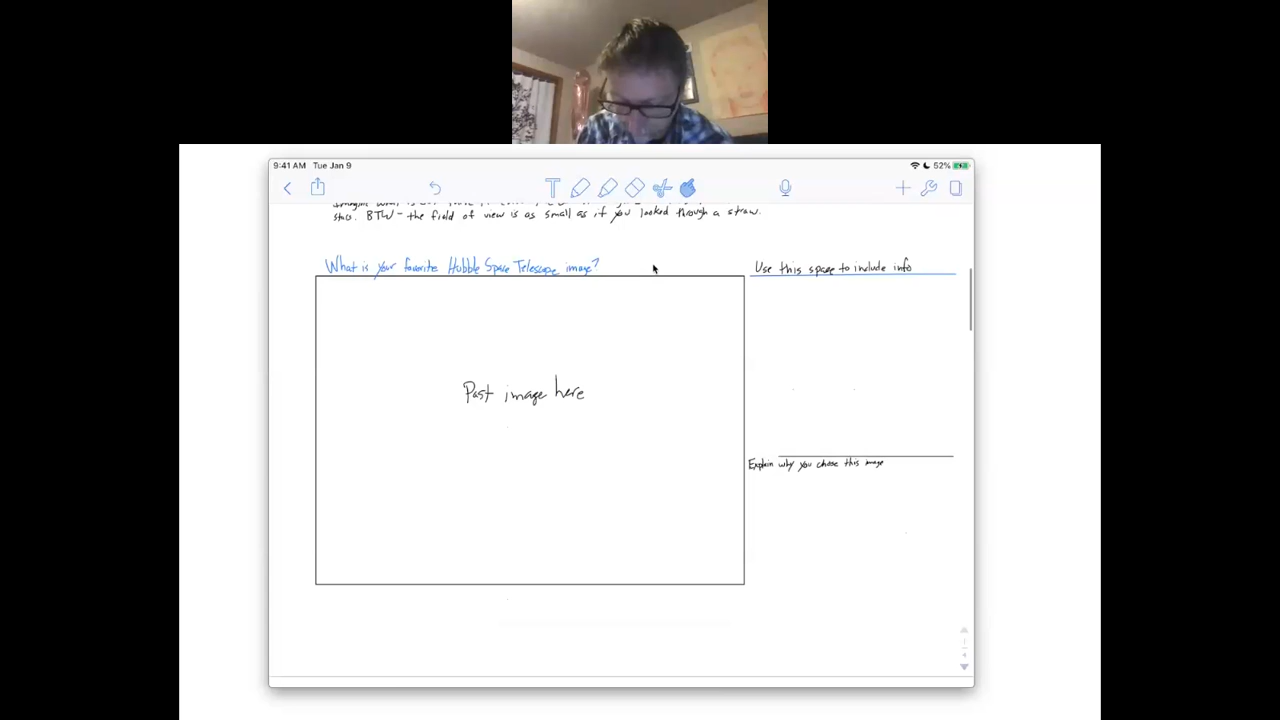 9:41 AM Tue Jan 9
52%
stars. BTW - the field of view is as small as if you looked through a straw.
What is your favorite Hubble Space Telescope image?
Use this space to include info
Past image here
Explain why you choose this image